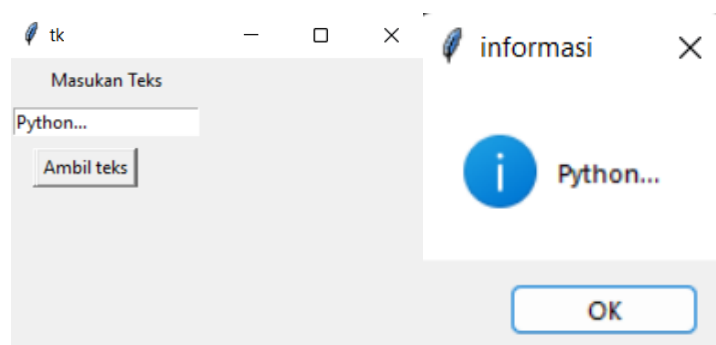 tk
Masukan Teks
Python...
Ambil teks
informasi
Python...
OK